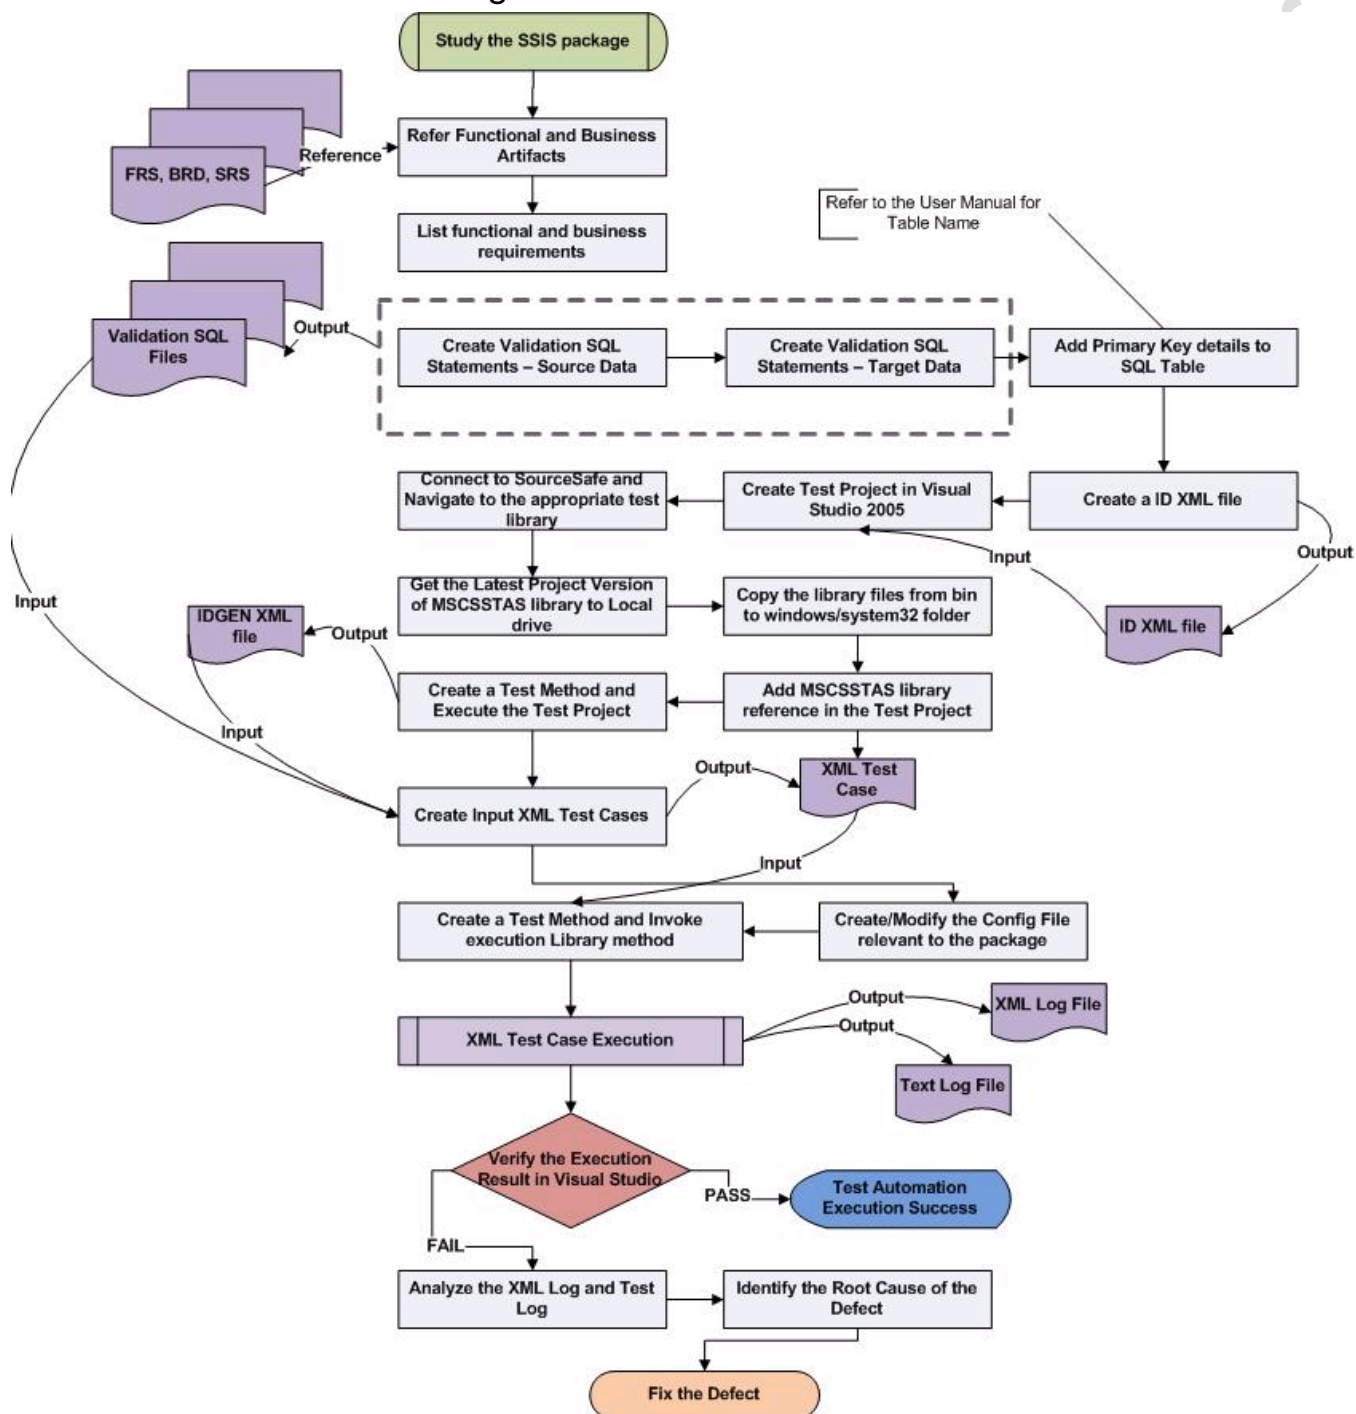 Study the SSIS package
Refer Functional and Business
Artifacts
Reference
FRS, BRD, SRS
List functional and business
requirements
Refer to the User Manual for
Table Name
Validation SQL
Files
Output
Create Validation SQL
Statements – Source Data
Create Validation SQL
Statements – Target Data
Add Primary Key details to
SQL Table
Connect to SourceSafe and
Navigate to the appropriate test
library
Create Test Project in Visual
Studio 2005
Create a ID XML file
Output
Input
Input
Get the Latest Project Version
of MSCSSTAS library to Local
drive
Copy the library files from bin
to windows/system32 folder
ID XML file
IDGEN XML
file
Output
Create a Test Method and
Execute the Test Project
Add MSCSSTAS library
reference in the Test Project
Input
Output
XML Test
Case
Create Input XML Test Cases
Input
Create a Test Method and Invoke
execution Library method
Create/Modify the Config File
relevant to the package
Output
XML Log File
Output
XML Test Case Execution
Text Log File
Verify the Execution
Result in Visual Studio
PASS
Test Automation
Execution Success
FAIL
Analyze the XML Log and Test
Log
Identify the Root Cause of the
Defect
Fix the Defect